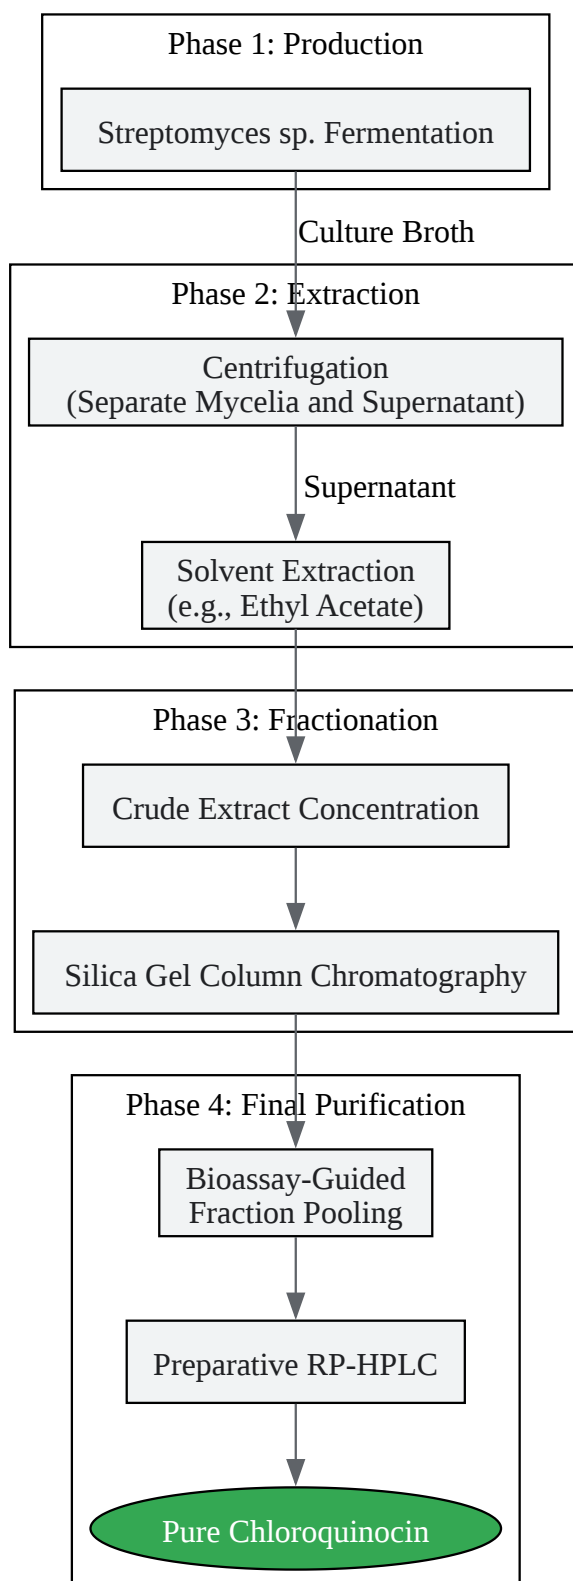 Phase 1: Production
Streptomyces sp. Fermentation
Culture Broth
Phase 2: Extraction
Centrifugation
(Separate Mycelia and Supernatant)
Supernatant
Solvent Extraction
(e.g., Ethyl Acetate)
Phase 3: Fractionation
Crude Extract Concentration
Silica Gel Column Chromatography
Phase 4: Final Purification
Bioassay-Guided
Fraction Pooling
Preparative RP-HPLC
Pure Chloroquinocin